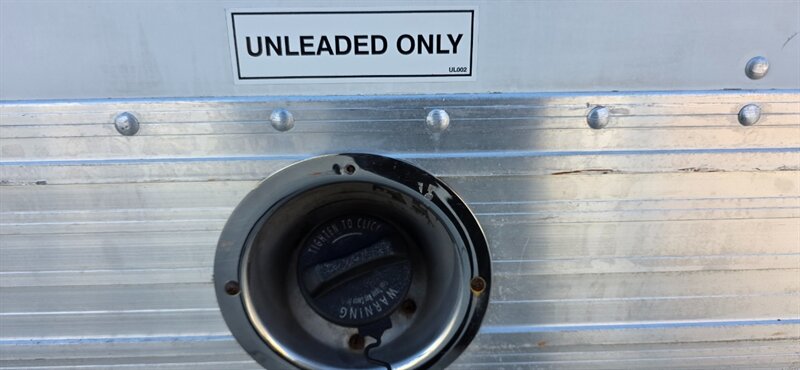 UNLEADED ONLY
UL002
TIGHTEN TO CLICK
WARNING